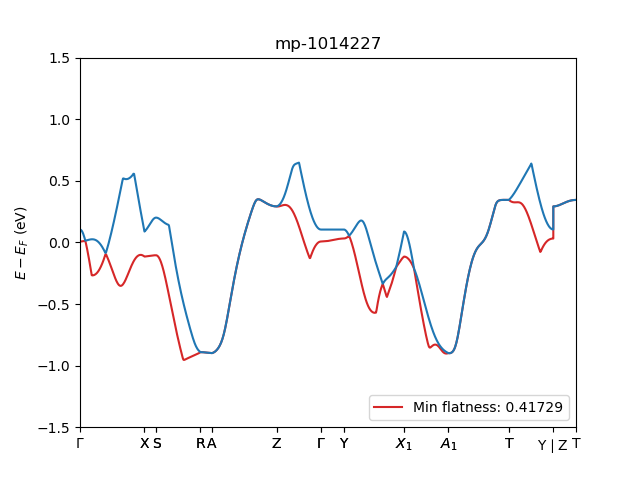 mp-1014227
E − E_F (eV)
1.5
1.0
0.5
0.0
−0.5
−1.0
−1.5
Min flatness: 0.41729
Γ X S R A Z Γ Y X₁ A₁ T Y | Z T